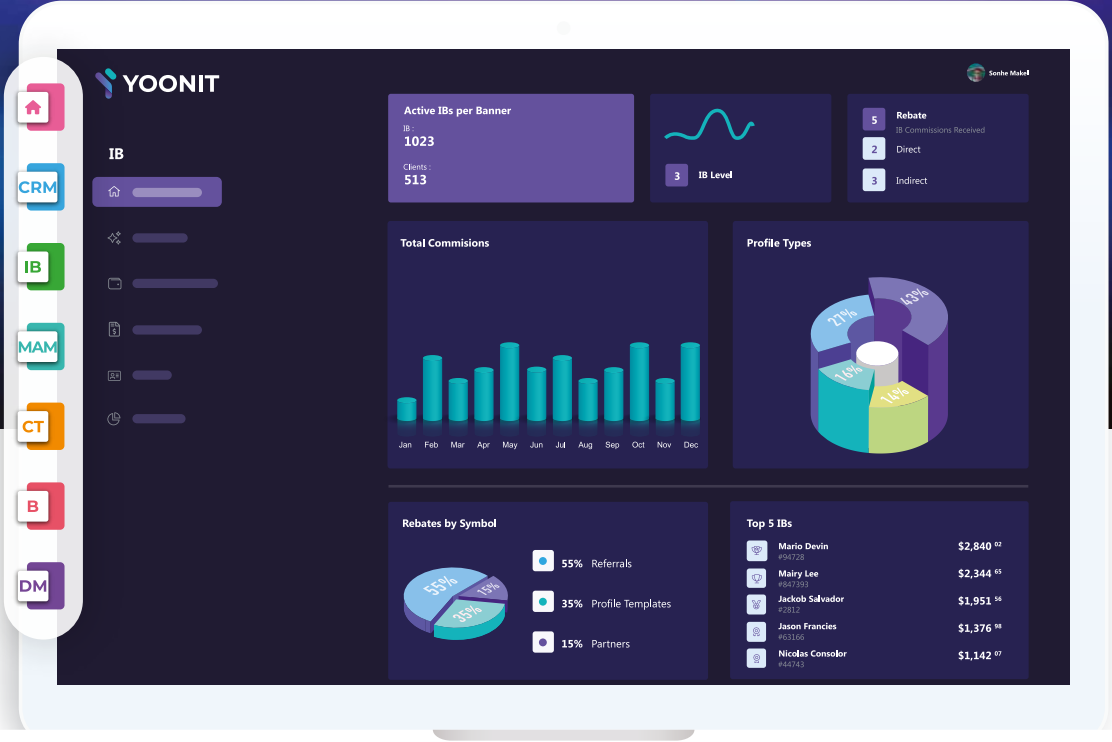 YOONIT
Sonhe Makell
CRM
IB
MAM
CT
B
DM
IB
Active IBs per Banner
IB :
1023
Clients :
513
3 IB Level
5 Rebate
IB Commissions Received
2 Direct
3 Indirect
Total Commisions
Jan Feb Mar Apr May Jun Jul Aug Sep Oct Nov Dec
Profile Types
27%
43%
16%
14%
Rebates by Symbol
55%
15%
35%
55% Referrals
35% Profile Templates
15% Partners
Top 5 IBs
Mario Devin $2,840 02
#94728
Mairy Lee $2,344 65
#847393
Jackob Salvador $1,951 56
#2812
Jason Francies $1,376 98
#63166
Nicolas Consolor $1,142 07
#44743